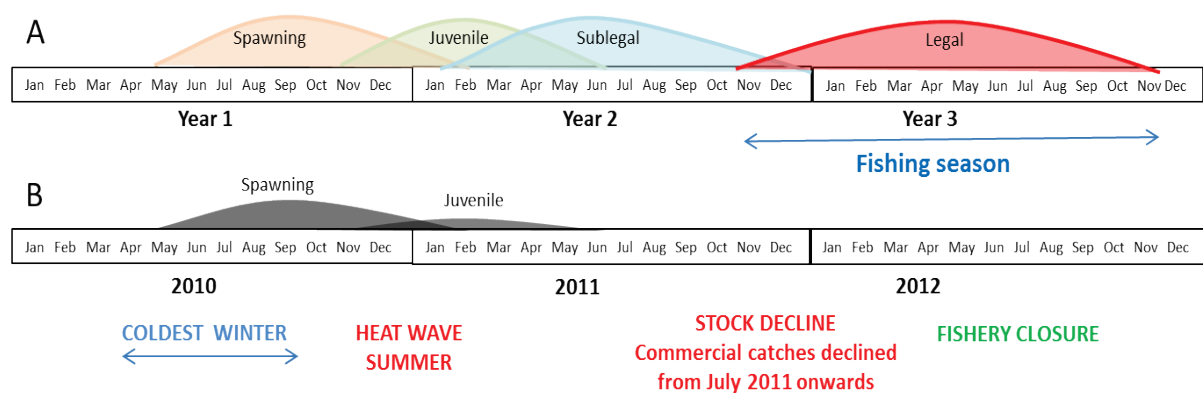 A
Spawning Juvenile Sublegal Legal
Jan Feb Mar Apr May Jun Jul Aug Sep Oct Nov Dec Jan Feb Mar Apr May Jun Jul Aug Sep Oct Nov Dec Jan Feb Mar Apr May Jun Jul Aug Sep Oct Nov Dec
Year 1 Year 2 Year 3
Fishing season
B
Spawning Juvenile
Jan Feb Mar Apr May Jun Jul Aug Sep Oct Nov Dec Jan Feb Mar Apr May Jun Jul Aug Sep Oct Nov Dec Jan Feb Mar Apr May Jun Jul Aug Sep Oct Nov Dec
2010 2011 2012
COLDEST WINTER
HEAT WAVE
SUMMER
STOCK DECLINE
Commercial catches declined
from July 2011 onwards
FISHERY CLOSURE